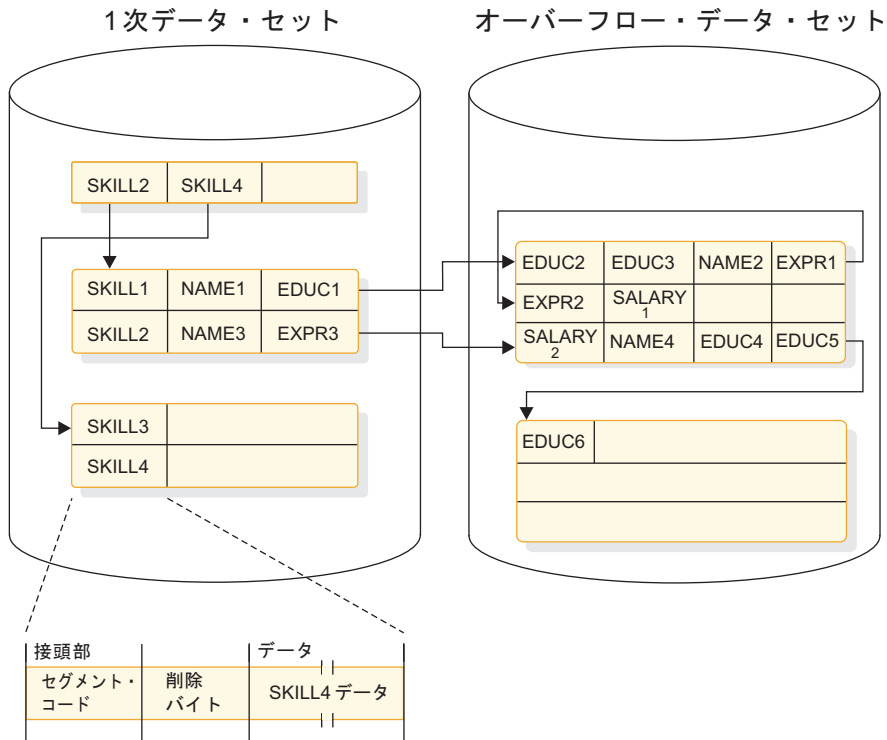 1次データ・セット
オーバーフロー・データ・セット
SKILL2 SKILL4
SKILL1 NAME1 EDUC1
SKILL2 NAME3 EXPR3
SKILL3
SKILL4
EDUC2 EDUC3 NAME2 EXPR1
EXPR2 SALARY 1
SALARY 2 NAME4 EDUC4 EDUC5
EDUC6
接頭部 データ
セグメント・ 削除 SKILL4 データ
コード バイト